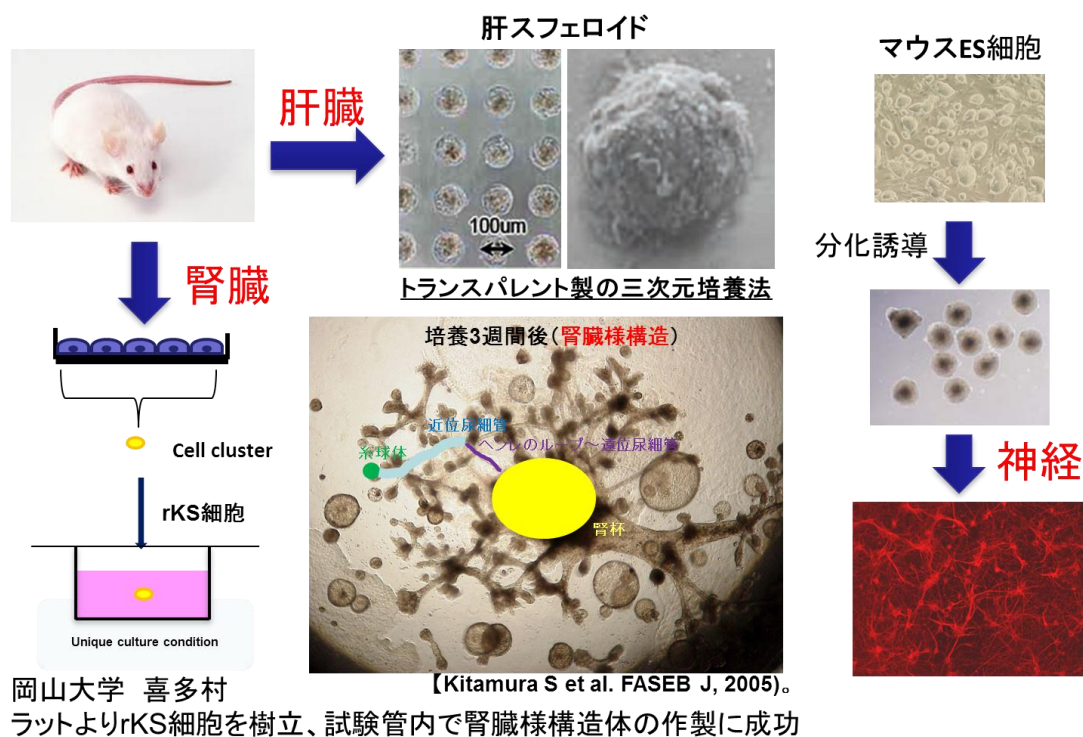 肝スフェロイド
マウスES細胞
肝臓
100um
分化誘導
腎臓
トランスパレント製の三次元培養法
培養3週間後(腎臓様構造)
近位尿細管
ヘンレのループ～遠位尿細管
糸球体
Cell cluster
神経
rKS細胞
腎杯
Unique culture condition
【Kitamura S et al. FASEB J, 2005)。
岡山大学　喜多村
ラットよりrKS細胞を樹立、試験管内で腎臓様構造体の作製に成功